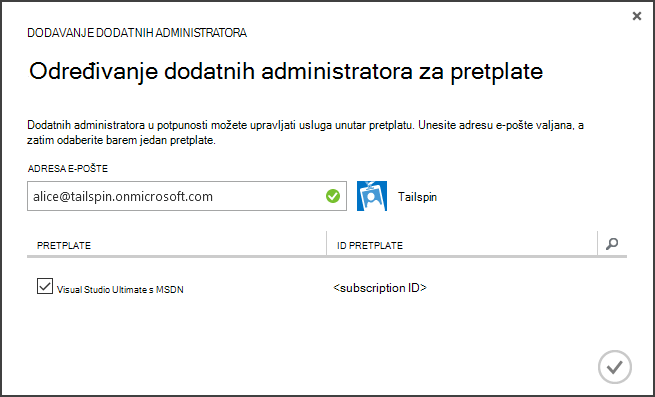 DODAVANJE DODATNIH ADMINISTRATORA
Određivanje dodatnih administratora za pretplate
Dodatnih administratora u potpunosti možete upravljati usluga unutar pretplatu. Unesite adresu e-pošte valjana, a
zatim odaberite barem jedan pretplate.
ADRESA E-POŠTE
alice@tailspin.onmicrosoft.com
Tailspin
PRETPLATE ID PRETPLATE
Visual Studio Ultimate s MSDN <subscription ID>